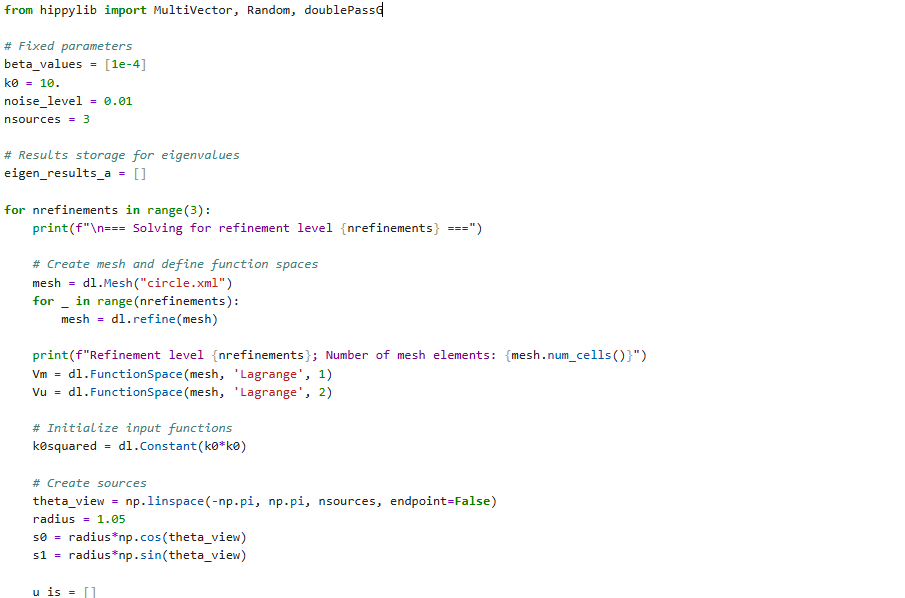 from hippylib import MultiVector, Random, doublePassG
# Fixed parameters
beta_values = [1e-4]
k0 = 10.
noise_level = 0.01
nsources = 3
# Results storage for eigenvalues
eigen_results_a = []
for nrefinements in range(3):
    print(f"\n=== Solving for refinement level {nrefinements} ===")
    # Create mesh and define function spaces
    mesh = dl.Mesh("circle.xml")
    for _ in range(nrefinements):
        mesh = dl.refine(mesh)
    print(f"Refinement level {nrefinements}; Number of mesh elements: {mesh.num_cells()}")
    Vm = dl.FunctionSpace(mesh, 'Lagrange', 1)
    Vu = dl.FunctionSpace(mesh, 'Lagrange', 2)
    # Initialize input functions
    k0squared = dl.Constant(k0*k0)
    # Create sources
    theta_view = np.linspace(-np.pi, np.pi, nsources, endpoint=False)
    radius = 1.05
    s0 = radius*np.cos(theta_view)
    s1 = radius*np.sin(theta_view)
    u is = []